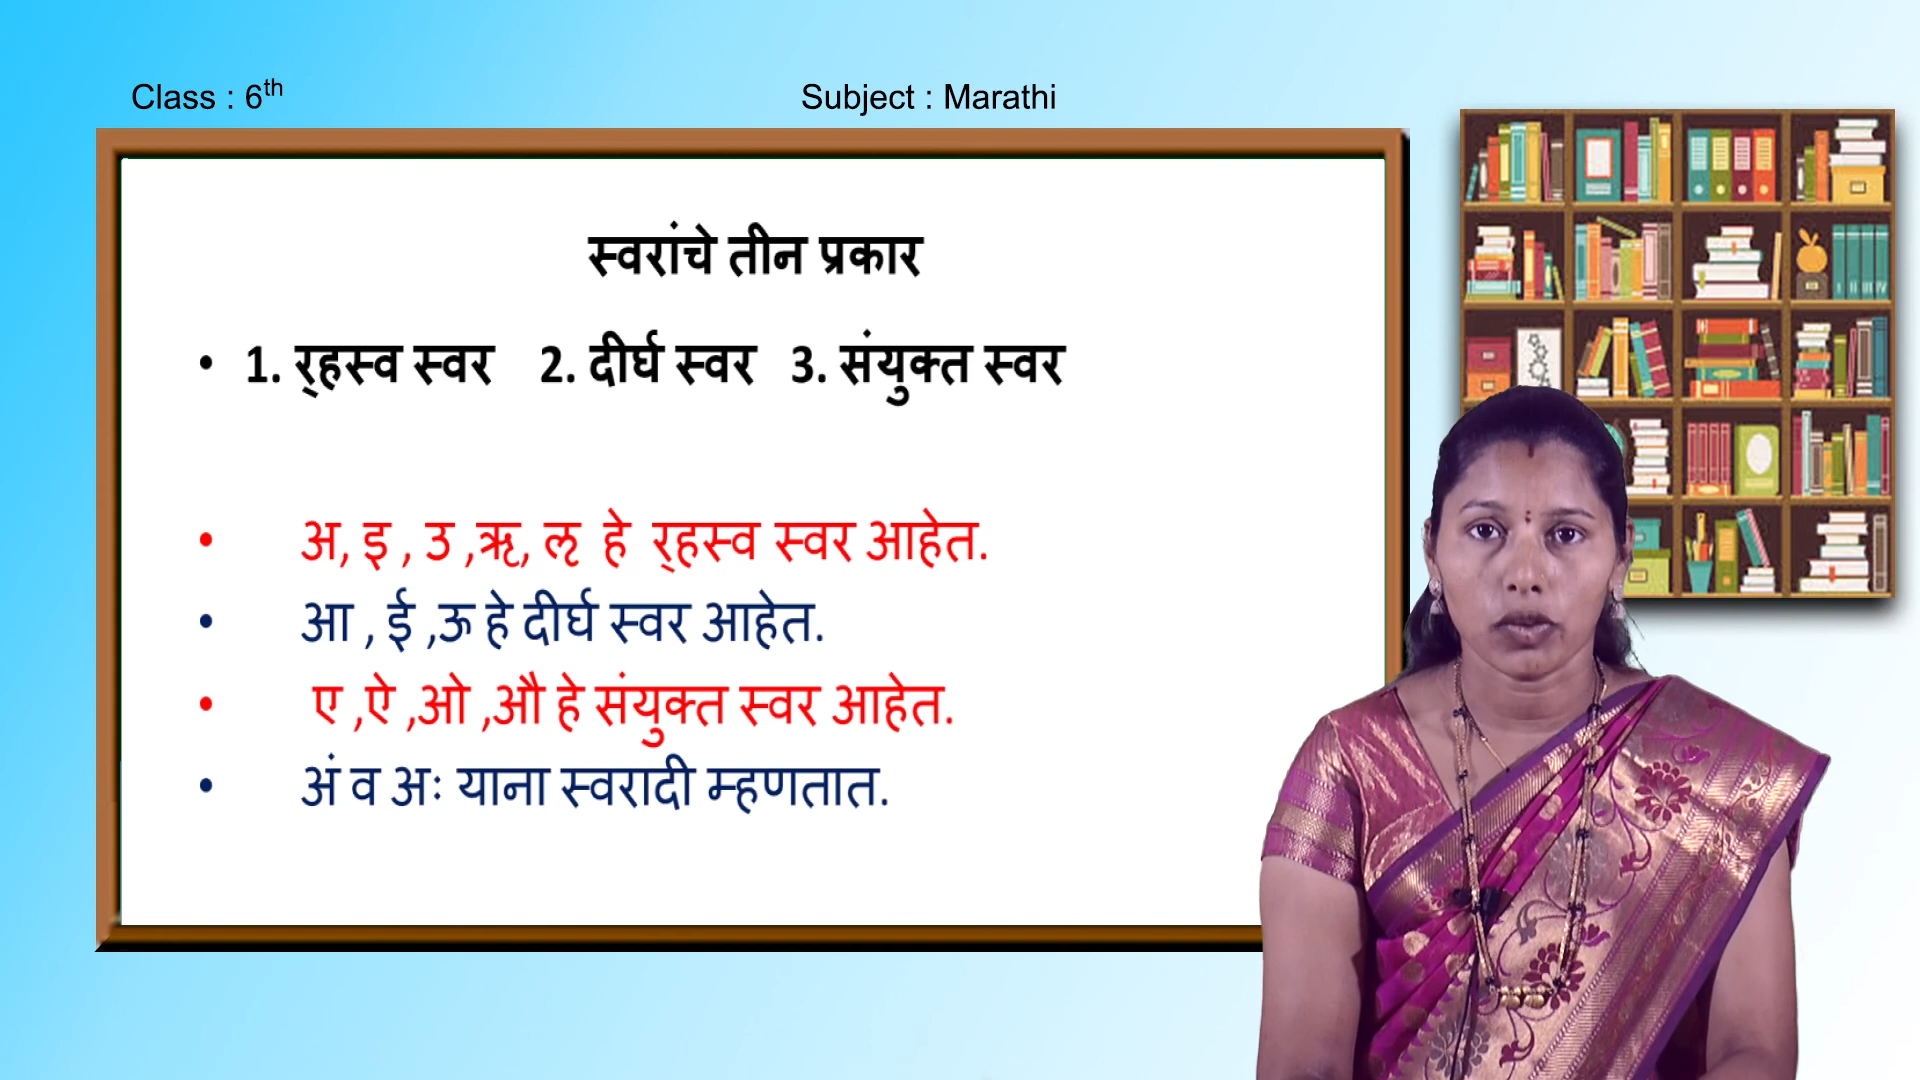 Class : 6th
Subject : Marathi
स्वरांचे तीन प्रकार
• 1. र्‍हस्व स्वर 2. दीर्घ स्वर 3. संयुक्त स्वर
• अ, इ , उ ,ऋ, ऌ हे र्‍हस्व स्वर आहेत.
• आ , ई ,ऊ हे दीर्घ स्वर आहेत.
• ए ,ऐ ,ओ ,औ हे संयुक्त स्वर आहेत.
• अं व अः याना स्वरादी म्हणतात.